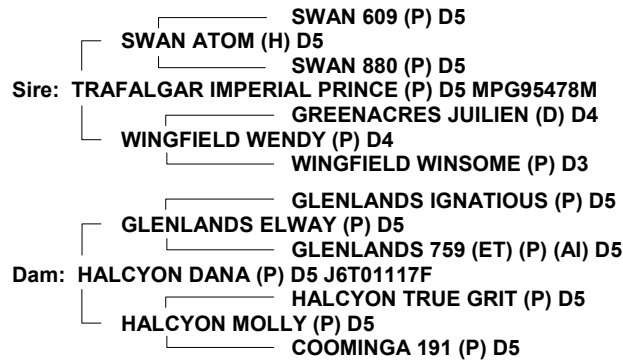 SWAN 609 (P) D5
SWAN ATOM (H) D5
SWAN 880 (P) D5
Sire: TRAFALGAR IMPERIAL PRINCE (P) D5 MPG95478M
GREENACRES JUILIEN (D) D4
WINGFIELD WENDY (P) D4
WINGFIELD WINSOME (P) D3
GLENLANDS IGNATIOUS (P) D5
GLENLANDS ELWAY (P) D5
GLENLANDS 759 (ET) (P) (AI) D5
Dam: HALCYON DANA (P) D5 J6T01117F
HALCYON TRUE GRIT (P) D5
HALCYON MOLLY (P) D5
COOMINGA 191 (P) D5